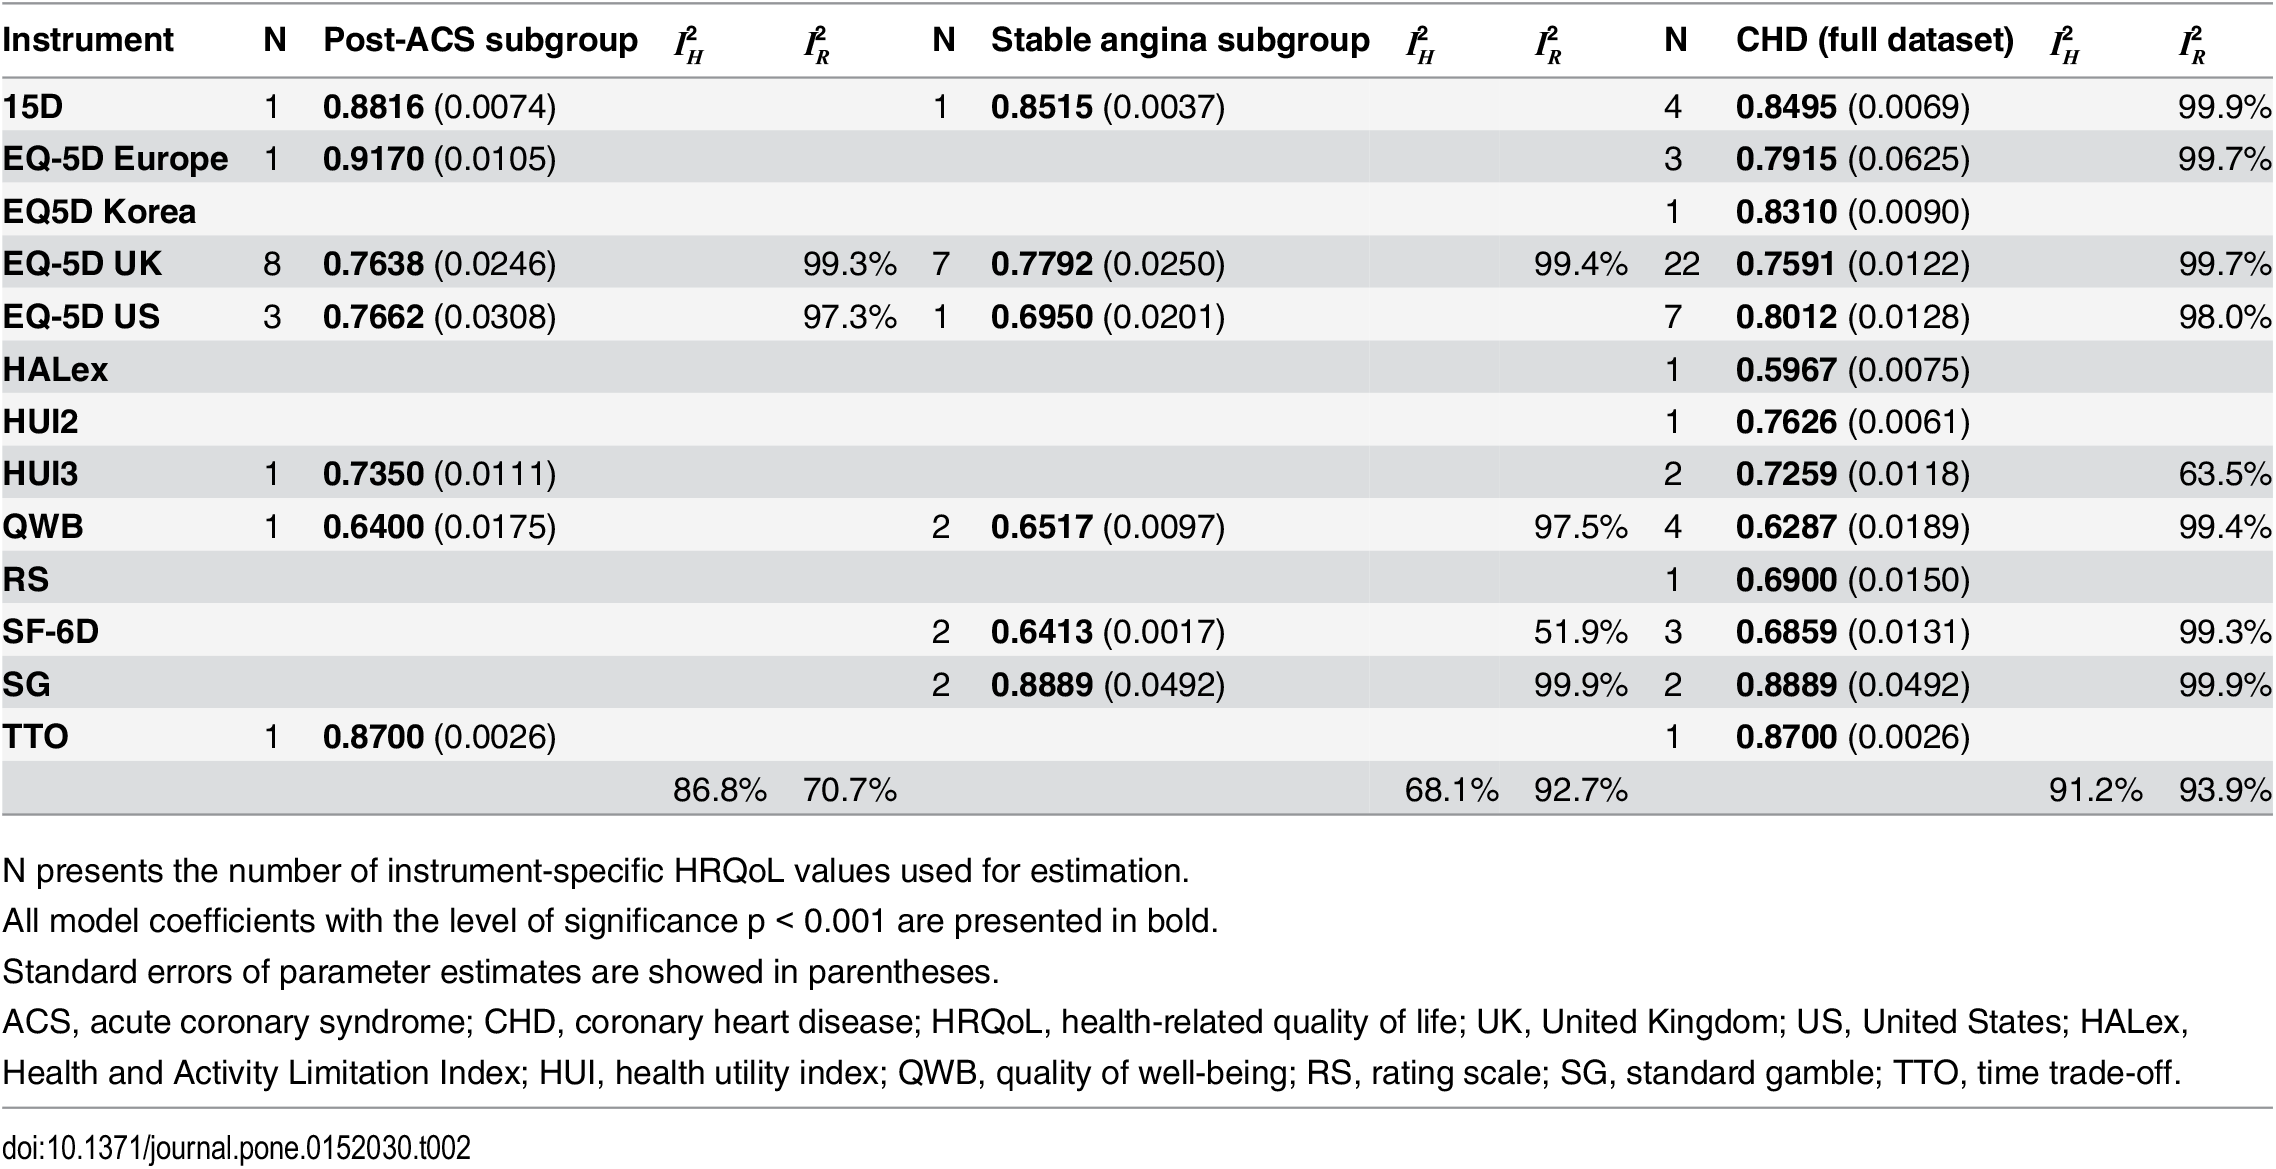 Instrument N Post-ACS subgroup I²H I²R N Stable angina subgroup I²H I²R N CHD (full dataset) I²H I²R
15D 1 0.8816 (0.0074) 1 0.8515 (0.0037) 4 0.8495 (0.0069) 99.9%
EQ-5D Europe 1 0.9170 (0.0105) 3 0.7915 (0.0625) 99.7%
EQ5D Korea 1 0.8310 (0.0090)
EQ-5D UK 8 0.7638 (0.0246) 99.3% 7 0.7792 (0.0250) 99.4% 22 0.7591 (0.0122) 99.7%
EQ-5D US 3 0.7662 (0.0308) 97.3% 1 0.6950 (0.0201) 7 0.8012 (0.0128) 98.0%
HALex 1 0.5967 (0.0075)
HUI2 1 0.7626 (0.0061)
HUI3 1 0.7350 (0.0111) 2 0.7259 (0.0118) 63.5%
QWB 1 0.6400 (0.0175) 2 0.6517 (0.0097) 97.5% 4 0.6287 (0.0189) 99.4%
RS 1 0.6900 (0.0150)
SF-6D 2 0.6413 (0.0017) 51.9% 3 0.6859 (0.0131) 99.3%
SG 2 0.8889 (0.0492) 99.9% 2 0.8889 (0.0492) 99.9%
TTO 1 0.8700 (0.0026) 1 0.8700 (0.0026)
86.8% 70.7% 68.1% 92.7% 91.2% 93.9%
N presents the number of instrument-specific HRQoL values used for estimation.
All model coefficients with the level of significance p < 0.001 are presented in bold.
Standard errors of parameter estimates are showed in parentheses.
ACS, acute coronary syndrome; CHD, coronary heart disease; HRQoL, health-related quality of life; UK, United Kingdom; US, United States; HALex,
Health and Activity Limitation Index; HUI, health utility index; QWB, quality of well-being; RS, rating scale; SG, standard gamble; TTO, time trade-off.
doi:10.1371/journal.pone.0152030.t002